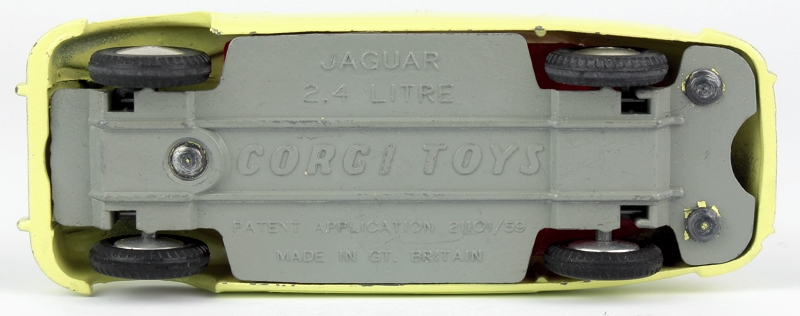 JAGUAR
2.4 LITRE
CORGI TOYS
PATENT APPLICATION 21101/59
MADE IN GT. BRITAIN